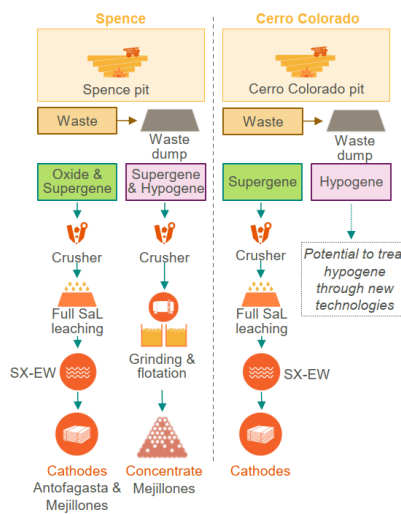 Spence
Spence pit
Waste
Waste
dump
Oxide &
Supergene
Supergene
& Hypogene
Crusher
Crusher
Full SaL
leaching
Grinding &
flotation
SX-EW
Cathodes
Antofagasta &
Mejillones
Concentrate
Mejillones
Cerro Colorado
Cerro Colorado pit
Waste
Waste
dump
Supergene
Hypogene
Crusher
Potential to treat
hypogene
through new
technologies
Full SaL
leaching
SX-EW
Cathodes